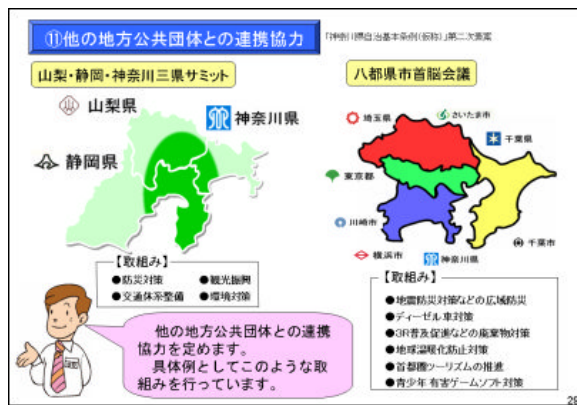 ⑪他の地方公共団体との連携協力
「神奈川県自治基本条例(仮称)」第二次素案
山梨・静岡・神奈川三県サミット
山梨県
神奈川県
静岡県
【取組み】
●防災対策 ●観光振興
●交通体系整備 ●環境対策
八都県市首脳会議
埼玉県
さいたま市
千葉県
東京都
川崎市
千葉市
横浜市
神奈川県
【取組み】
●地震防災対策などの広域防災
●ディーゼル車対策
●3R普及促進などの廃棄物対策
●地球温暖化防止対策
●首都圏ツーリズムの推進
●青少年有害ゲームソフト対策
他の地方公共団体との連携
協力を定めます。
具体例としてこのような取
組みを行っています。